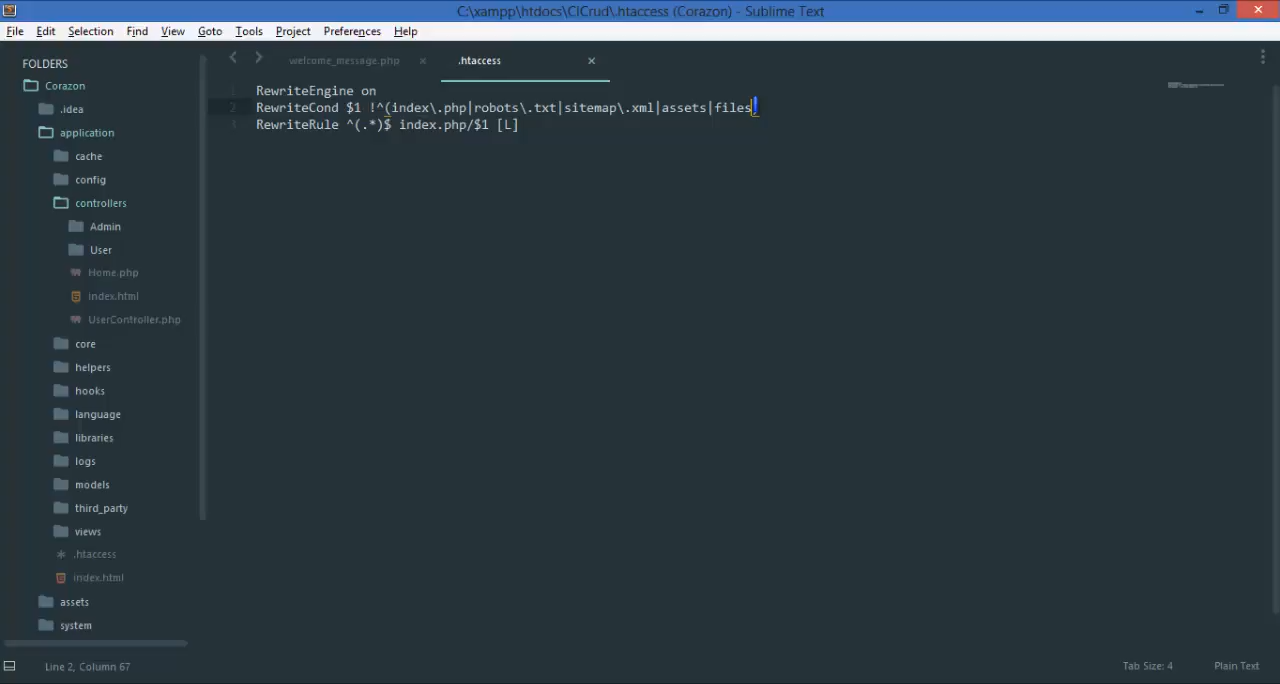 C:\xampp\htdocs\CICrud\.htaccess (Corazon) - Sublime Text
File Edit Selection Find View Goto Tools Project Preferences Help
FOLDERS
Corazon
.idea
application
cache
config
controllers
Admin
User
Home.php
index.html
UserController.php
core
helpers
hooks
language
libraries
logs
models
third_party
views
.htaccess
index.html
assets
system
welcome_message.php × .htaccess ×
1 RewriteEngine on
2 RewriteCond $1 !^(index\.php|robots\.txt|sitemap\.xml|assets|files)
3 RewriteRule ^(.*)$ index.php/$1 [L]
Line 2, Column 67 Tab Size: 4 Plain Text